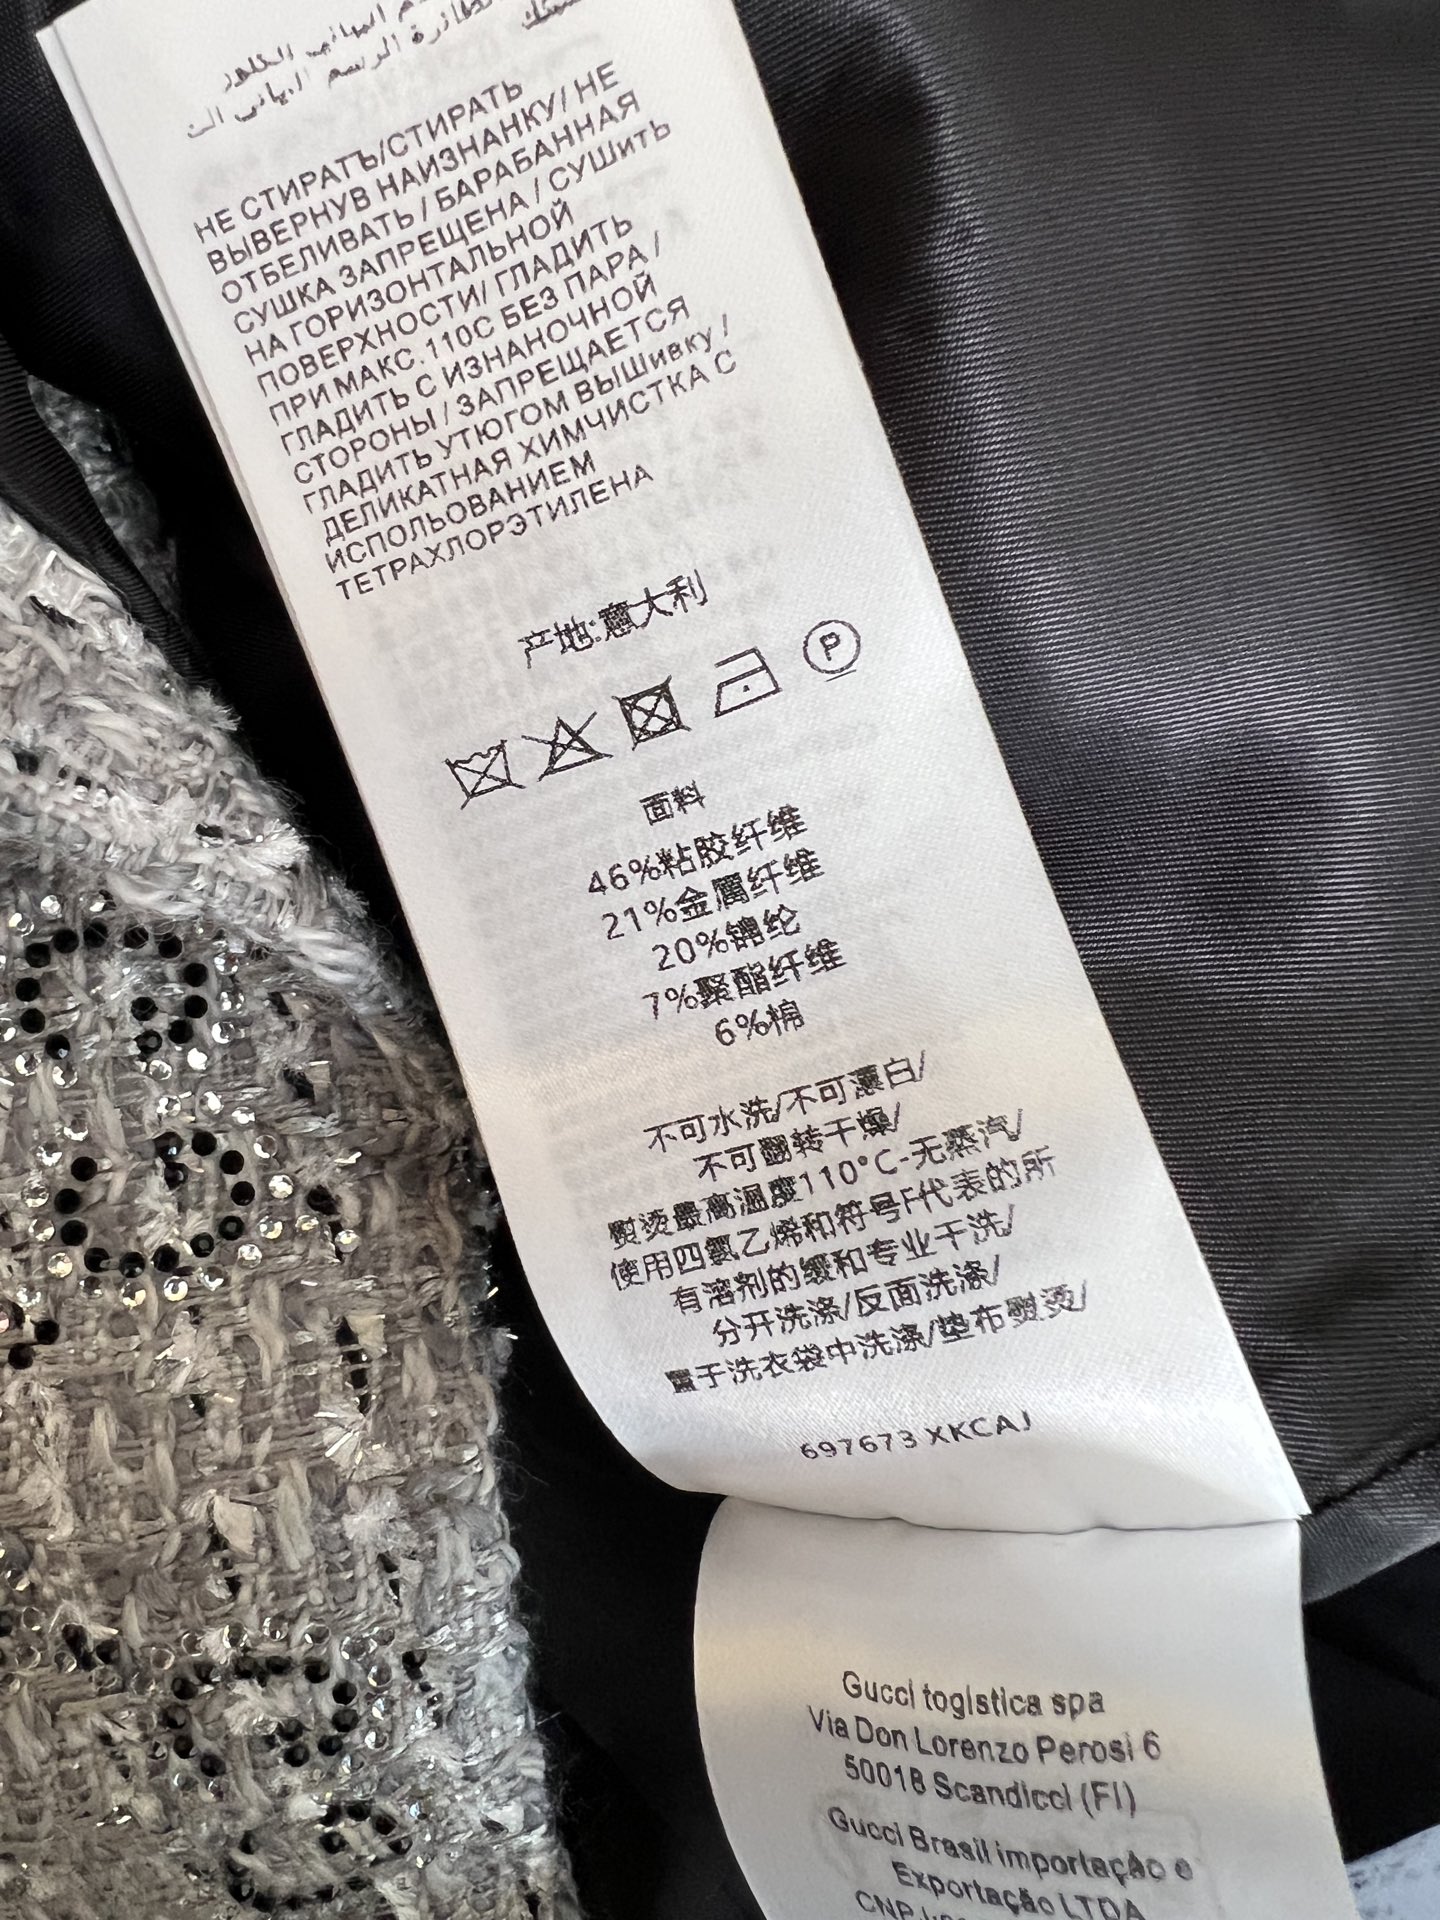 НЕ СТИРАТЬ/СТИРАТЬ
ВЫВЕРНУВ НАИЗНАНКУ/ НЕ
ОТБЕЛИВАТЬ / БАРАБАННАЯ
СУШКА ЗАПРЕЩЕНА / СУШиТЬ
НА ГОРИЗОНТАЛЬНОЙ
ПОВЕРХНОСТИ/ ГЛАДИТЬ
ПРИ МАКС. 110C БЕЗ ПАРА /
ГЛАДИТЬ С ИЗНАНОЧНОЙ
СТОРОНЫ / ЗАПРЕЩАЕТСЯ
ГЛАДИТЬ УТЮГОМ ВЫШивку /
ДЕЛИКАТНАЯ ХИМЧИСТКА С
ИСПОЛЬОВАНИЕМ
ТЕТРАХЛОРЭТИЛЕНА
产地:意大利
P
面料
46%粘胶纤维
21%金属纤维
20%锦纶
7%聚酯纤维
6%棉
不可水洗/不可漂白/
不可翻转干燥/
熨烫最高温度110°C-无蒸汽/
使用四氯乙烯和符号F代表的所
有溶剂的缓和专业干洗/
分开洗涤/反面洗涤/
置于洗衣袋中洗涤/垫布熨烫/
697673 XKCAJ
Gucci togistica spa
Via Don Lorenzo Perosi 6
50018 Scandicci (FI)
Gucci Brasil importação e
Exportação LTDA